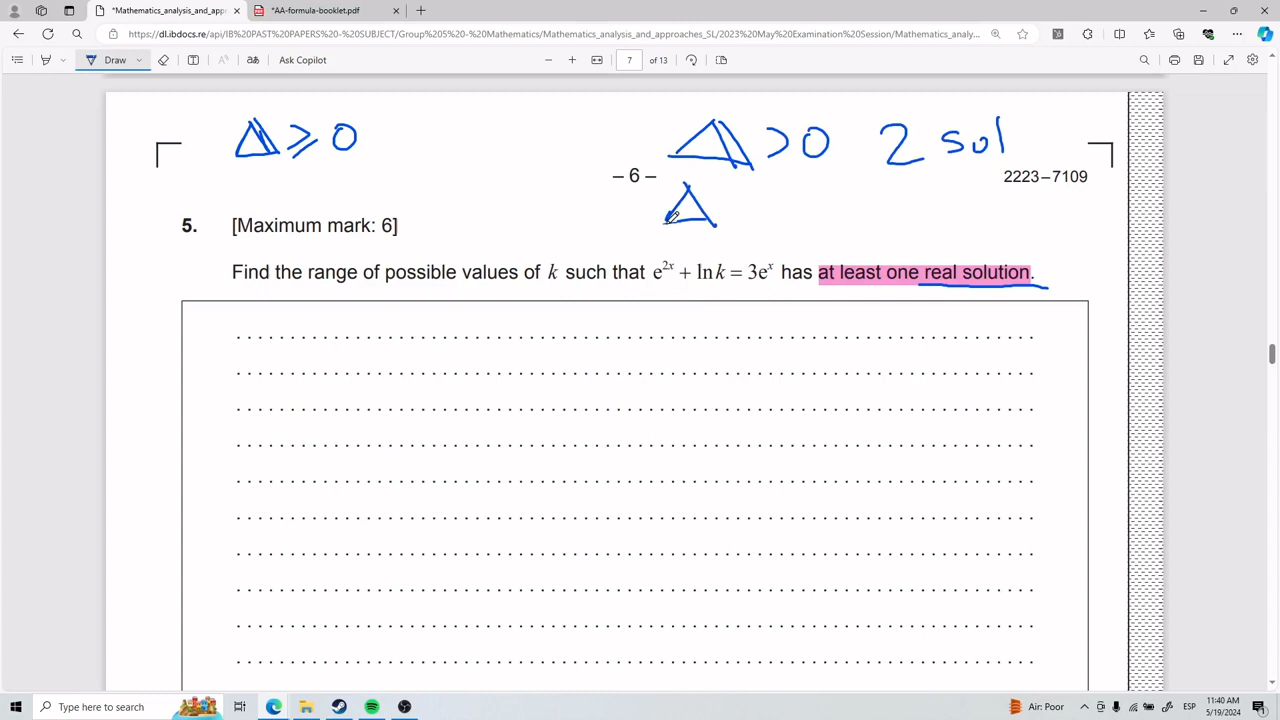 *Mathematics_analysis_and_app
*AA-formula-booklet.pdf
https://dl.ibdocs.re/api/IB%20PAST%20PAPERS%20-%20SUBJECT/Group%205%20-%20Mathematics/Mathematics_analysis_and_approaches_SL/2023%20May%20Examination%20Session/Mathematics_analy...
Draw
Ask Copilot
7 of 13
Δ ≥ 0
Δ > 0 2 sol
– 6 –
2223–7109
Δ
5. [Maximum mark: 6]
Find the range of possible values of k such that e²ˣ + ln k = 3eˣ has at least one real solution.
Type here to search
Air: Poor
ESP
11:40 AM
5/19/2024